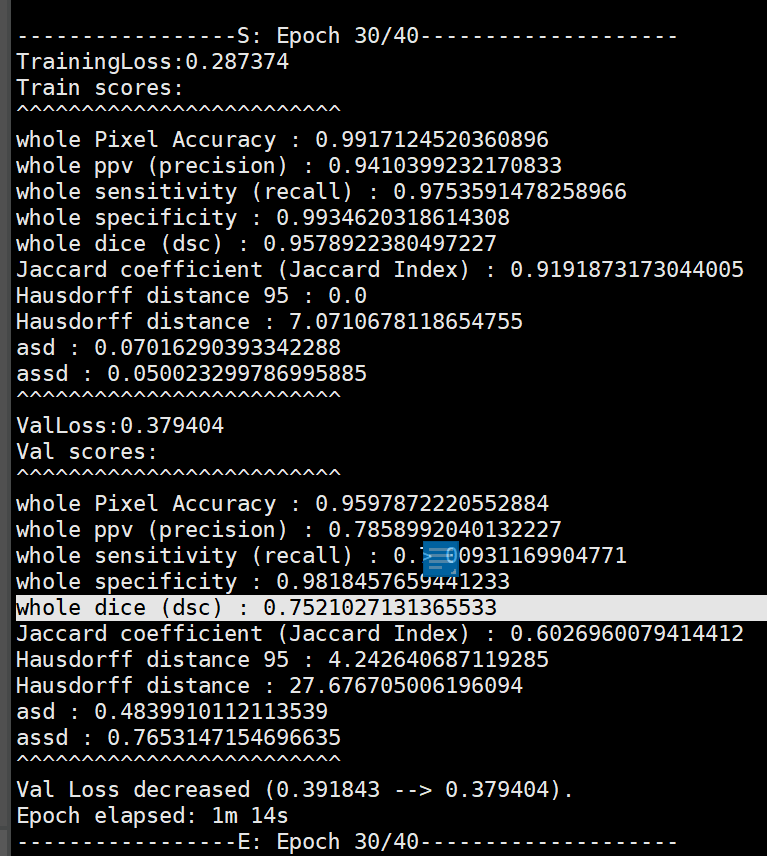 -----------------S: Epoch 30/40--------------------
TrainingLoss:0.287374
Train scores:
^^^^^^^^^^^^^^^^^^^^^^^^^
whole Pixel Accuracy : 0.9917124520360896
whole ppv (precision) : 0.9410399232170833
whole sensitivity (recall) : 0.9753591478258966
whole specificity : 0.9934620318614308
whole dice (dsc) : 0.9578922380497227
Jaccard coefficient (Jaccard Index) : 0.9191873173044005
Hausdorff distance 95 : 0.0
Hausdorff distance : 7.0710678118654755
asd : 0.07016290393342288
assd : 0.050023299786995885
^^^^^^^^^^^^^^^^^^^^^^^^^
ValLoss:0.379404
Val scores:
^^^^^^^^^^^^^^^^^^^^^^^^^
whole Pixel Accuracy : 0.9597872220552884
whole ppv (precision) : 0.7858992040132227
whole sensitivity (recall) :
whole specificity : 0.9818457659441233
whole dice (dsc) : 0.7521027131365533
Jaccard coefficient (Jaccard Index) : 0.6026960079414412
Hausdorff distance 95 : 4.242640687119285
Hausdorff distance : 27.676705006196094
asd : 0.4839910112113539
assd : 0.7653147154696635
^^^^^^^^^^^^^^^^^^^^^^^^^
Val Loss decreased (0.391843 --> 0.379404).
Epoch elapsed: 1m 14s
-----------------E: Epoch 30/40--------------------